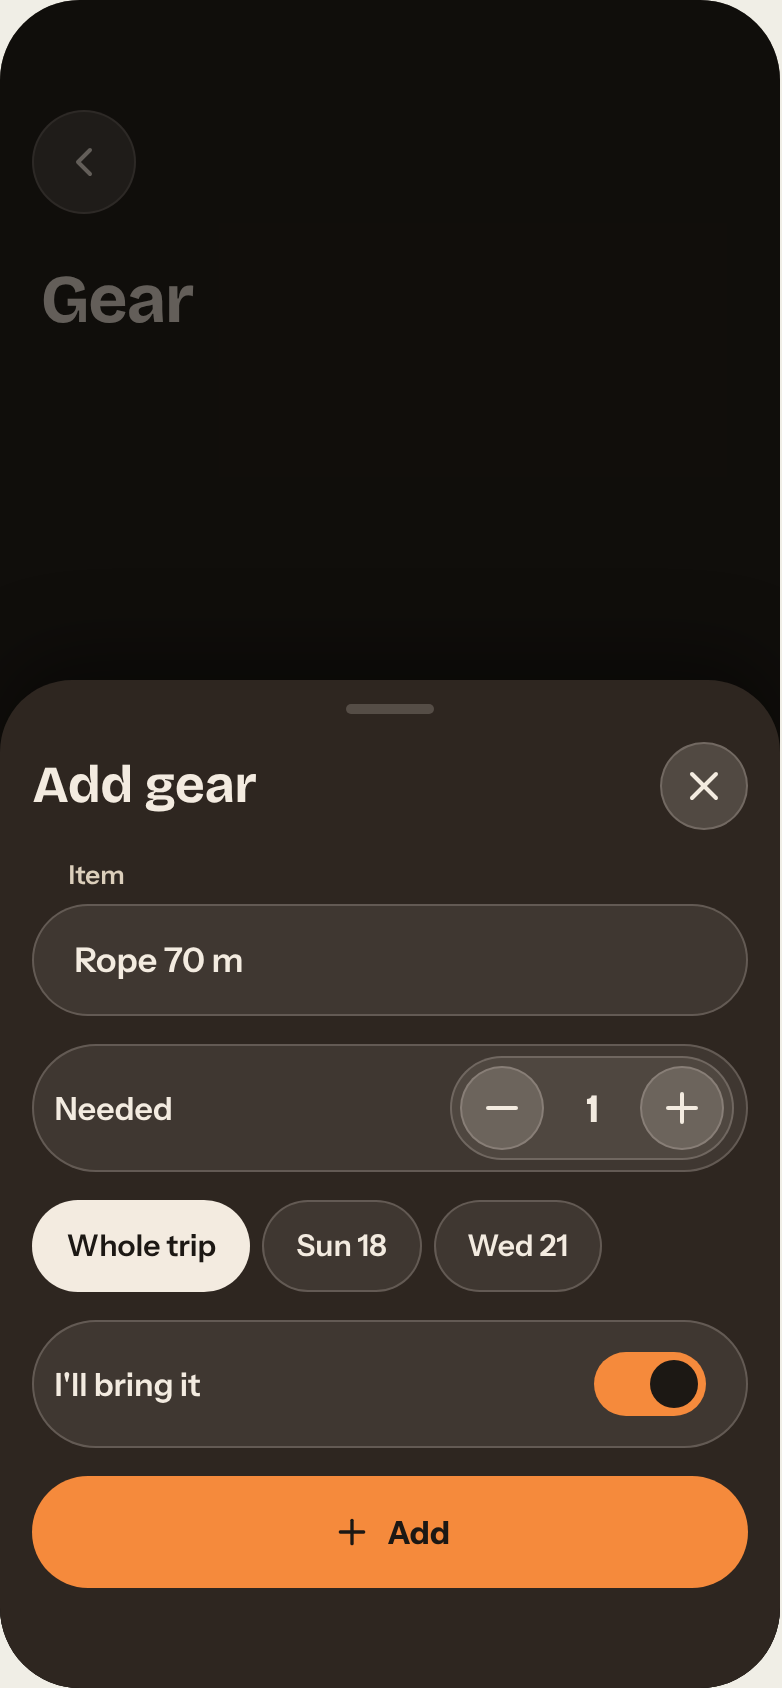 Gear
Add gear
Item
Rope 70 m
Needed
1
Whole trip
Sun 18
Wed 21
I'll bring it
Add